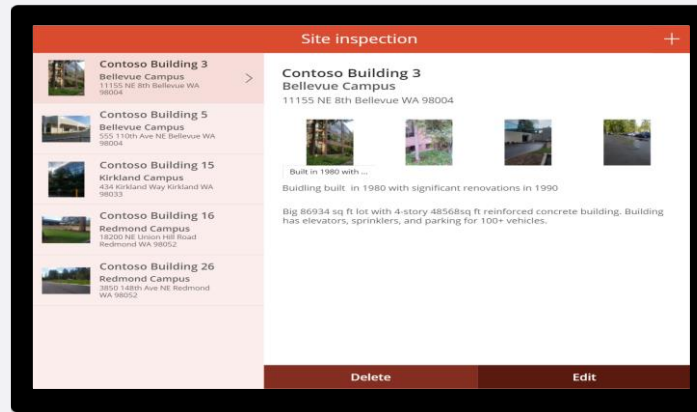 Site inspection
Contoso Building 3
Bellevue Campus
11155 NE 8th Bellevue WA
98004
Contoso Building 5
Bellevue Campus
555 110th Ave NE Bellevue WA
98004
Contoso Building 15
Kirkland Campus
434 Kirkland Way Kirkland WA
98033
Contoso Building 16
Redmond Campus
18200 NE Union Hill Road
Redmond WA 98052
Contoso Building 26
Redmond Campus
3850 148th Ave NE Redmond
WA 98052
Contoso Building 3
Bellevue Campus
11155 NE 8th Bellevue WA 98004
Built in 1980 with ...
Buidling built in 1980 with significant renovations in 1990
Big 86934 sq ft lot with 4-story 48568sq ft reinforced concrete building. Building
has elevators, sprinklers, and parking for 100+ vehicles.
Delete
Edit